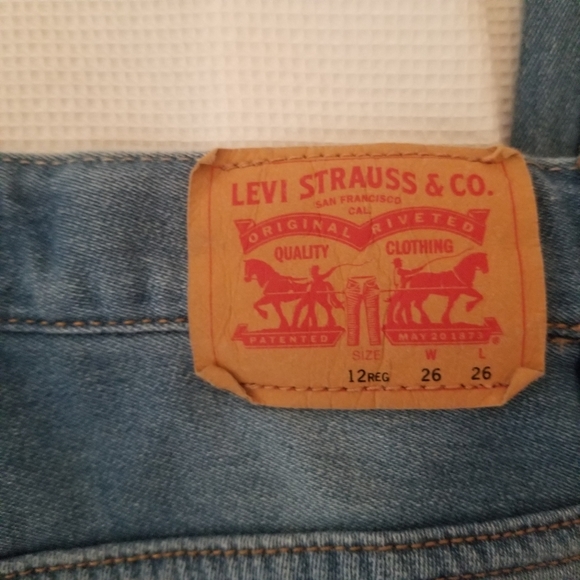 LEVI STRAUSS & CO.
SAN FRANCISCO
CAL.
ORIGINAL RIVETED
QUALITY CLOTHING
PATENTED MAY 20 1873
SIZE W L
12REG 26 26